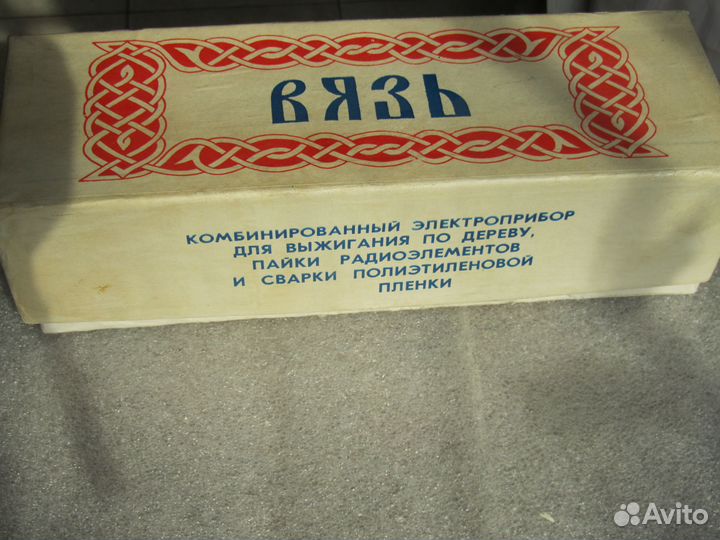 ВЯЗЬ
КОМБИНИРОВАННЫЙ ЭЛЕКТРОПРИБОР
ДЛЯ ВЫЖИГАНИЯ ПО ДЕРЕВУ,
ПАЙКИ РАДИОЭЛЕМЕНТОВ
И СВАРКИ ПОЛИЭТИЛЕНОВОЙ
ПЛЕНКИ
Avito